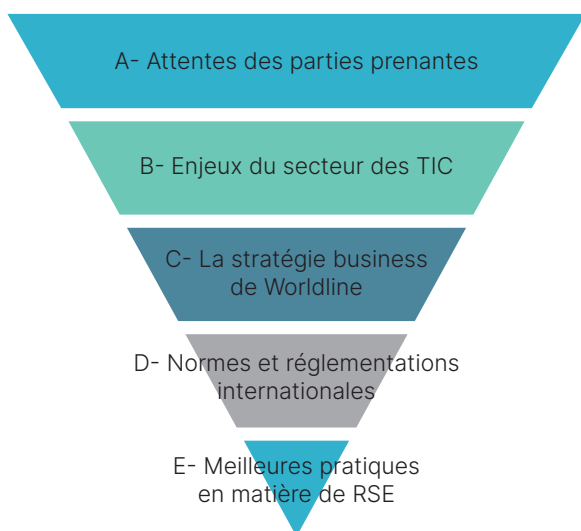 A- Attentes des parties prenantes
B- Enjeux du secteur des TIC
C- La stratégie business
de Worldline
D- Normes et réglementations
internationales
E- Meilleures pratiques
en matière de RSE